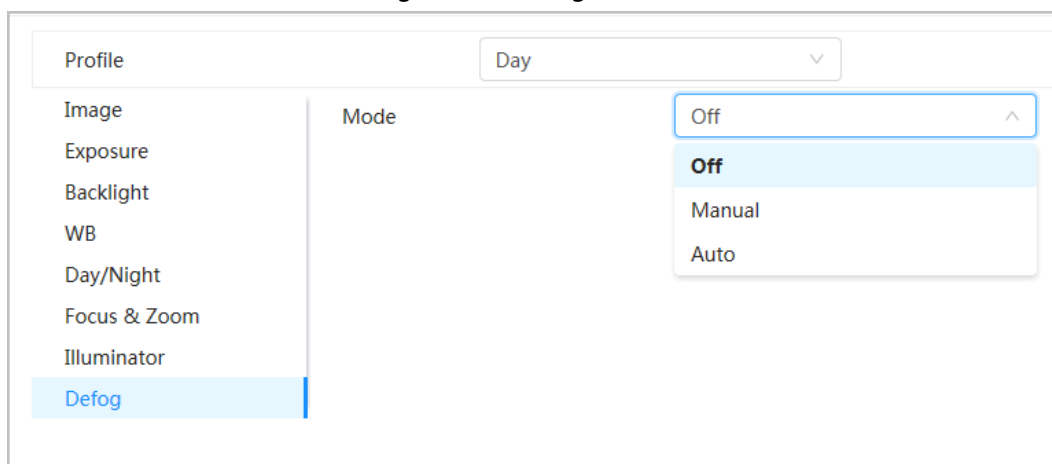 Profile Day
Image Mode Off
Exposure
Off
Backlight
Manual
WB
Auto
Day/Night
Focus & Zoom
Illuminator
Defog